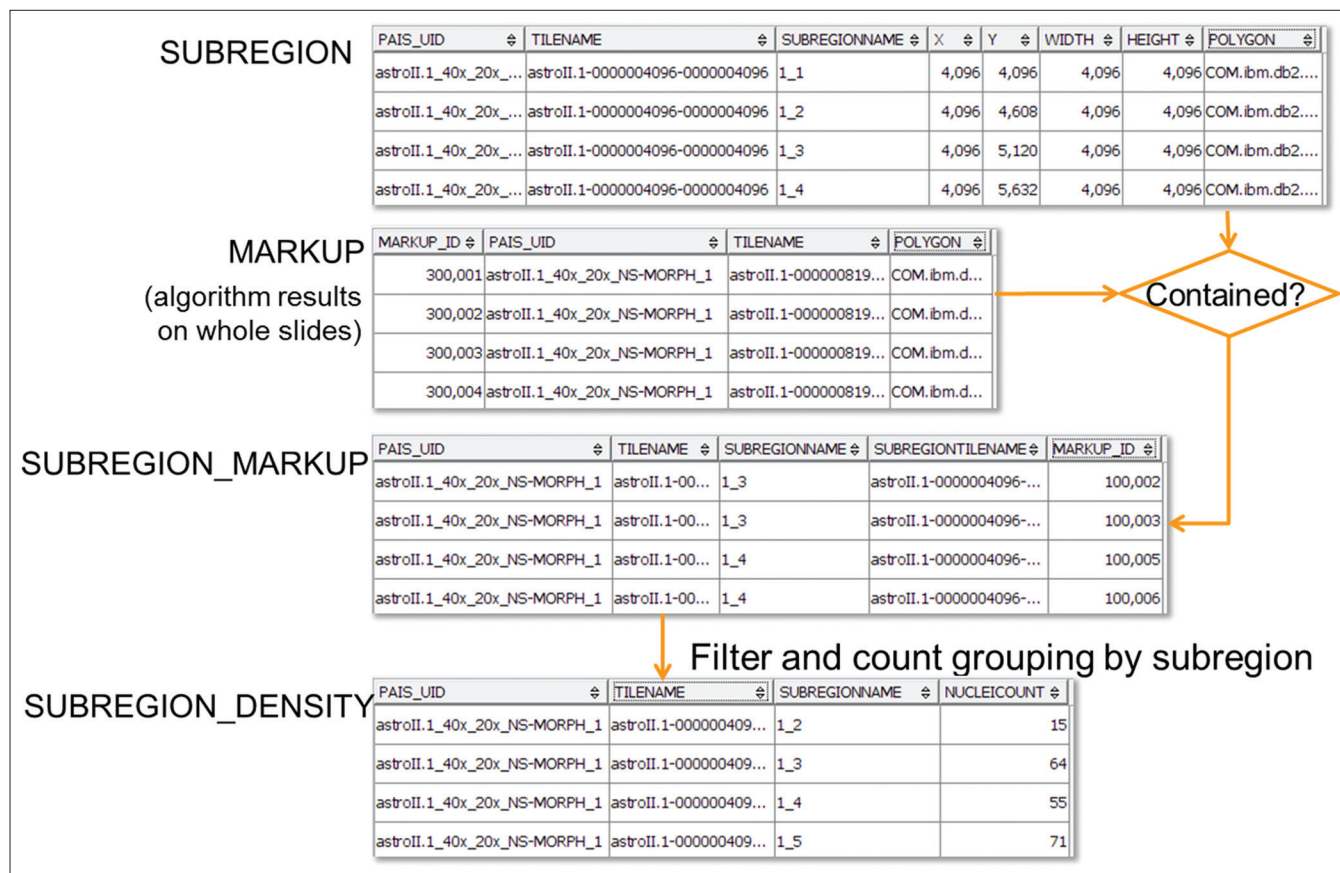 SUBREGION
PAIS_UID TILENAME SUBREGIONNAME X Y WIDTH HEIGHT POLYGON
astroII.1_40x_20x_... astroII.1-0000004096-0000004096 1_1 4,096 4,096 4,096 4,096 COM.ibm.db2....
astroII.1_40x_20x_... astroII.1-0000004096-0000004096 1_2 4,096 4,608 4,096 4,096 COM.ibm.db2....
astroII.1_40x_20x_... astroII.1-0000004096-0000004096 1_3 4,096 5,120 4,096 4,096 COM.ibm.db2....
astroII.1_40x_20x_... astroII.1-0000004096-0000004096 1_4 4,096 5,632 4,096 4,096 COM.ibm.db2....
MARKUP
(algorithm results
on whole slides)
MARKUP_ID PAIS_UID TILENAME POLYGON
300,001 astroII.1_40x_20x_NS-MORPH_1 astroII.1-000000819... COM.ibm.d...
300,002 astroII.1_40x_20x_NS-MORPH_1 astroII.1-000000819... COM.ibm.d...
300,003 astroII.1_40x_20x_NS-MORPH_1 astroII.1-000000819... COM.ibm.d...
300,004 astroII.1_40x_20x_NS-MORPH_1 astroII.1-000000819... COM.ibm.d...
Contained?
SUBREGION_MARKUP
PAIS_UID TILENAME SUBREGIONNAME SUBREGIONTILENAME MARKUP_ID
astroII.1_40x_20x_NS-MORPH_1 astroII.1-00... 1_3 astroII.1-0000004096-... 100,002
astroII.1_40x_20x_NS-MORPH_1 astroII.1-00... 1_3 astroII.1-0000004096-... 100,003
astroII.1_40x_20x_NS-MORPH_1 astroII.1-00... 1_4 astroII.1-0000004096-... 100,005
astroII.1_40x_20x_NS-MORPH_1 astroII.1-00... 1_4 astroII.1-0000004096-... 100,006
Filter and count grouping by subregion
SUBREGION_DENSITY
PAIS_UID TILENAME SUBREGIONNAME NUCLEICOUNT
astroII.1_40x_20x_NS-MORPH_1 astroII.1-000000409... 1_2 15
astroII.1_40x_20x_NS-MORPH_1 astroII.1-000000409... 1_3 64
astroII.1_40x_20x_NS-MORPH_1 astroII.1-000000409... 1_4 55
astroII.1_40x_20x_NS-MORPH_1 astroII.1-000000409... 1_5 71